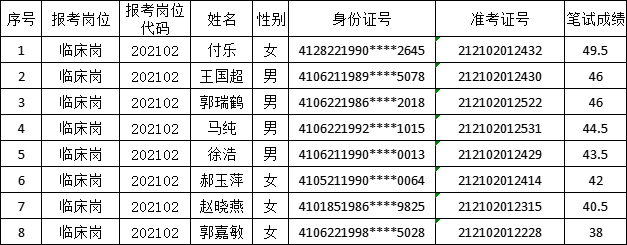 序号 报考岗位 报考岗位代码 姓名 性别 身份证号 准考证号 笔试成绩
1 临床岗 202102 付乐 女 4128221990****2645 212102012432 49.5
2 临床岗 202102 王国超 男 4106211989****5078 212102012430 46
3 临床岗 202102 郭瑞鹤 男 4106221986****2018 212102012522 46
4 临床岗 202102 马纯 男 4106221992****1015 212102012531 44.5
5 临床岗 202102 徐浩 男 4106211990****0013 212102012429 43.5
6 临床岗 202102 郝玉萍 女 4105211990****0064 212102012414 42
7 临床岗 202102 赵晓燕 女 4101851986****9825 212102012315 40.5
8 临床岗 202102 郭嘉敏 女 4106221998****5028 212102012228 38